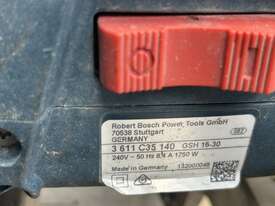 Robert Bosch Power Tools GmbH
70538 Stuttgart
GERMANY
3 611 C35 140 GSH 16-30
240V - 50 Hz 8,1 A 1750 W
Made in Germany